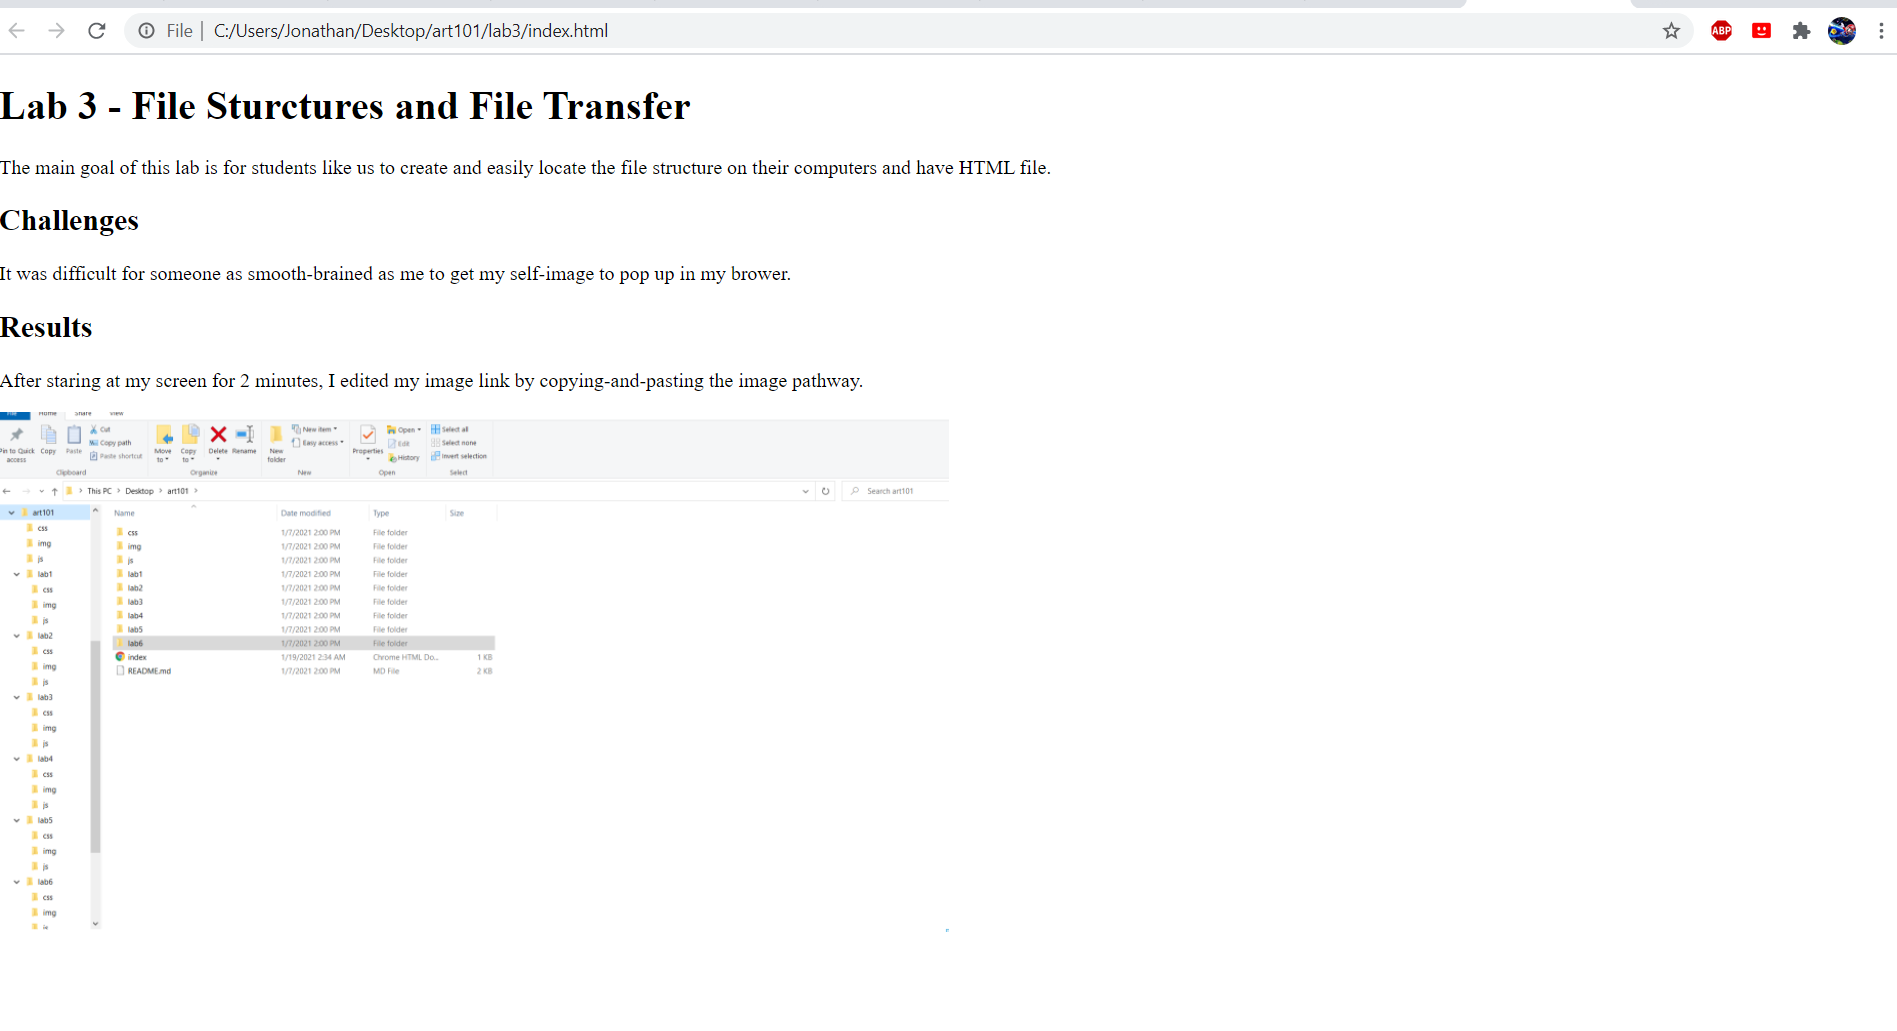 File | C:/Users/Jonathan/Desktop/art101/lab3/index.html
ABP
Lab 3 - File Sturctures and File Transfer
The main goal of this lab is for students like us to create and easily locate the file structure on their computers and have HTML file.
Challenges
It was difficult for someone as smooth-brained as me to get my self-image to pop up in my brower.
Results
After staring at my screen for 2 minutes, I edited my image link by copying-and-pasting the image pathway.
File Home Share View
Pin to Quick access
Copy
Paste
Cut
Copy path
Paste shortcut
Clipboard
Move to
Copy to
Delete
Rename
Organize
New folder
New item
Easy access
New
Properties
Open
Edit
History
Open
Select all
Select none
Invert selection
Select
This PC > Desktop > art101 >
Search art101
art101
css
img
js
lab1
css
img
js
lab2
css
img
js
lab3
css
img
js
lab4
css
img
js
lab5
css
img
js
lab6
css
img
js
Name Date modified Type Size
css 1/7/2021 2:00 PM File folder
img 1/7/2021 2:00 PM File folder
js 1/7/2021 2:00 PM File folder
lab1 1/7/2021 2:00 PM File folder
lab2 1/7/2021 2:00 PM File folder
lab3 1/7/2021 2:00 PM File folder
lab4 1/7/2021 2:00 PM File folder
lab5 1/7/2021 2:00 PM File folder
lab6 1/7/2021 2:00 PM File folder
index 1/19/2021 2:34 AM Chrome HTML Do... 1 KB
README.md 1/7/2021 2:00 PM MD File 2 KB